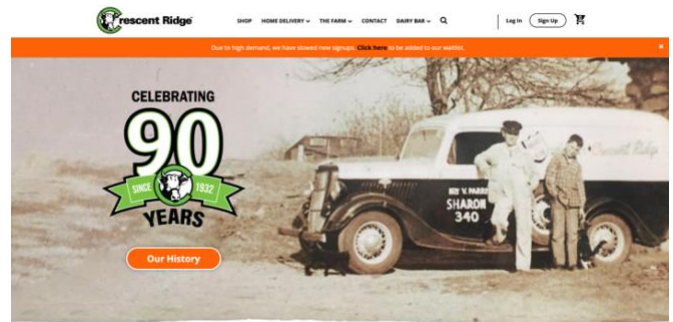 Crescent Ridge
SHOP HOME DELIVERY THE FARM CONTACT DAIRY BAR Log In Sign Up
Due to high demand, we have slowed new signups. Click here to be added to our waitlist.
CELEBRATING
90
SINCE 1932
YEARS
Our History
Crescent Ridge
ROY V. PARRIS
SHARON
340